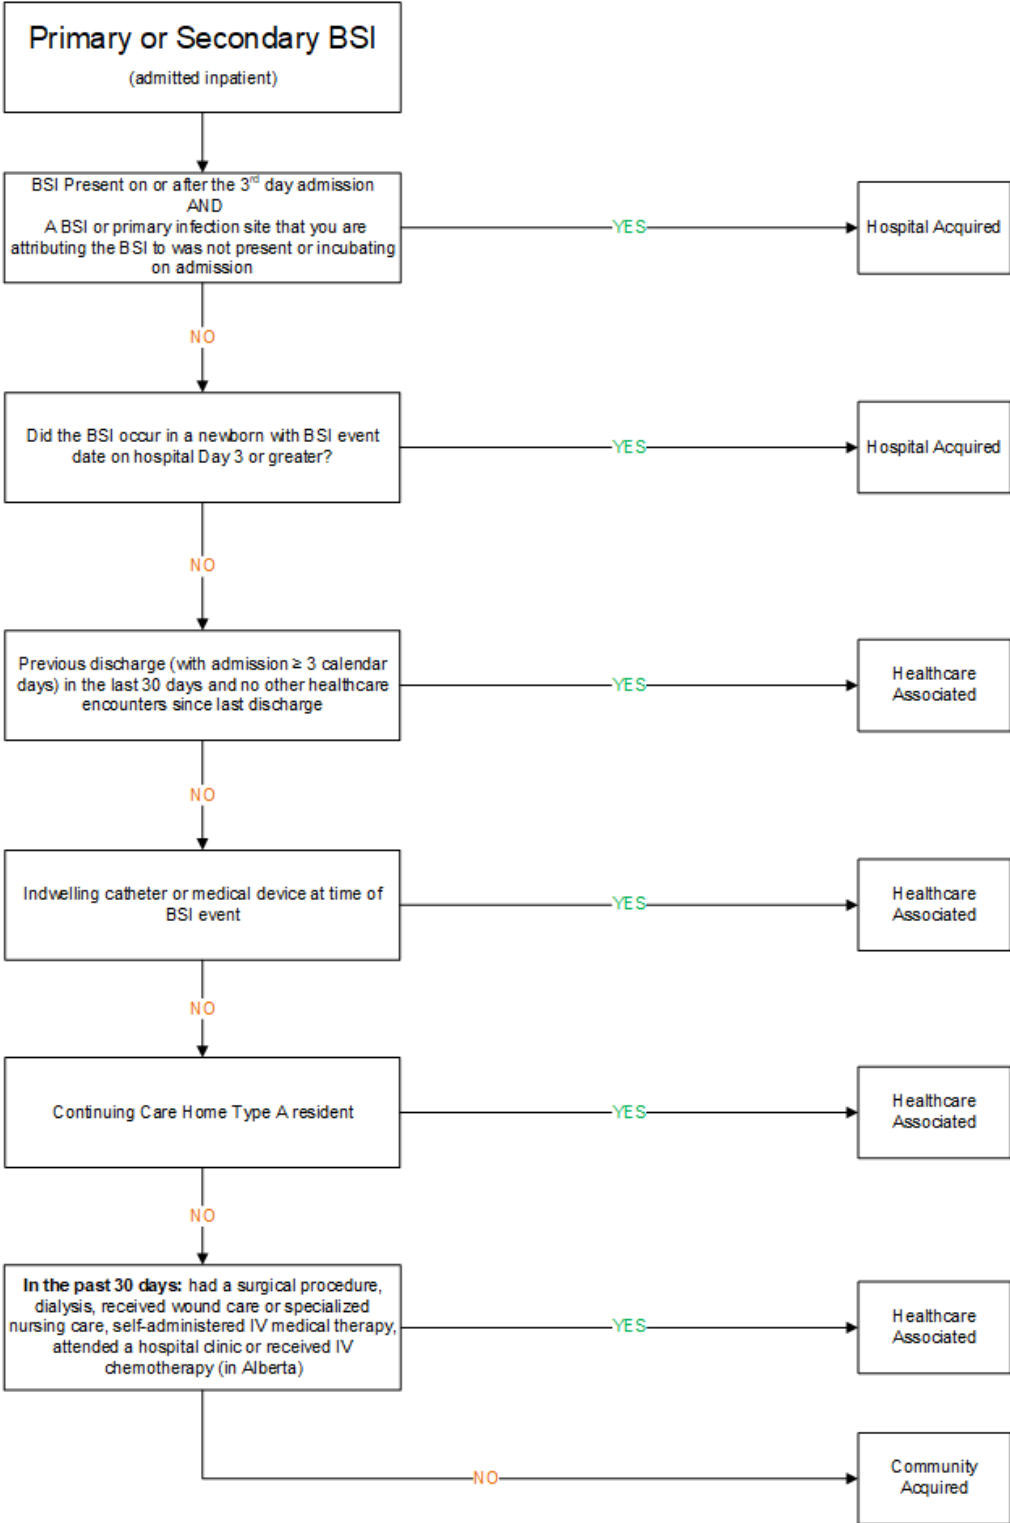 Primary or Secondary BSI
(admitted inpatient)
BSI Present on or after the 3rd day admission
AND
A BSI or primary infection site that you are
attributing the BSI to was not present or incubating
on admission
YES
Hospital Acquired
NO
Did the BSI occur in a newborn with BSI event
date on hospital Day 3 or greater?
YES
Hospital Acquired
NO
Previous discharge (with admission ≥ 3 calendar
days) in the last 30 days and no other healthcare
encounters since last discharge
YES
Healthcare
Associated
NO
Indwelling catheter or medical device at time of
BSI event
YES
Healthcare
Associated
NO
Continuing Care Home Type A resident
YES
Healthcare
Associated
NO
In the past 30 days: had a surgical procedure,
dialysis, received wound care or specialized
nursing care, self-administered IV medical therapy,
attended a hospital clinic or received IV
chemotherapy (in Alberta)
YES
Healthcare
Associated
NO
Community
Acquired